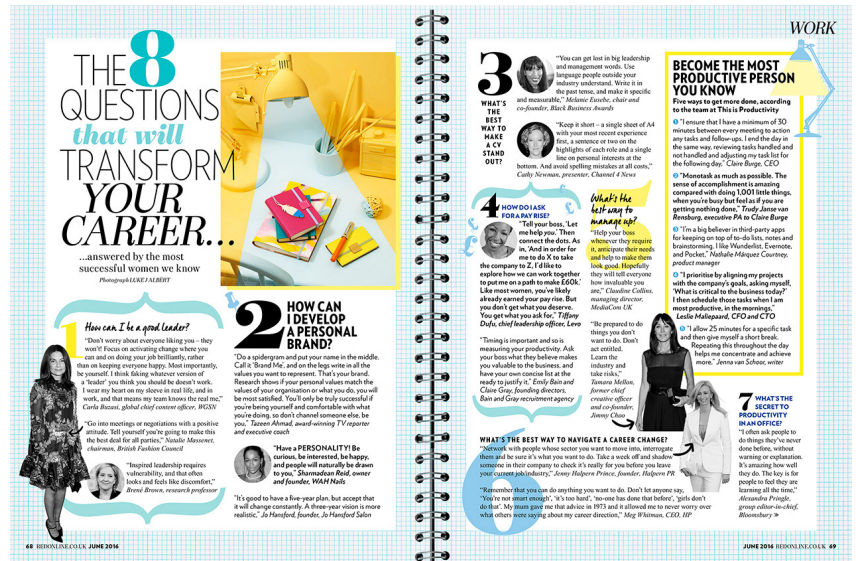 THE 8
QUESTIONS
that will
TRANSFORM
YOUR
CAREER...
...answered by the most
successful women we know
Photograph LUKE J ALBERT
1
How can I be a good leader?
"Don't worry about everyone liking you – they
won't! Focus on activating change where you
can and on doing your job brilliantly, rather
than on keeping everyone happy. Most importantly,
be yourself. I think faking whatever version of
a 'leader' you think you should be doesn't work.
I wear my heart on my sleeve in real life, and in
work, and that means my team knows the real me,"
Carla Buzasi, global chief content officer, WGSN
"Go into meetings or negotiations with a positive
attitude. Tell yourself you're going to make this
the best deal for all parties," Natalie Massenet,
chairman, British Fashion Council
"Inspired leadership requires
vulnerability, and that often
looks and feels like discomfort,"
Brené Brown, research professor
2
HOW CAN
I DEVELOP
A PERSONAL
BRAND?
"Do a spidergram and put your name in the middle.
Call it 'Brand Me', and on the legs write in all the
values you want to represent. That's your brand.
Research shows if your personal values match the
values of your organisation or what you do, you will
be most satisfied. You'll only be truly successful if
you're being yourself and comfortable with what
you're doing, so don't channel someone else, be
you," Tazeen Ahmad, award-winning TV reporter
and executive coach
"Have a PERSONALITY! Be
curious, be interested, be happy,
and people will naturally be drawn
to you," Sharmadean Reid, owner
and founder, WAH Nails
"It's good to have a five-year plan, but accept that
it will change constantly. A three-year vision is more
realistic," Jo Hansford, founder, Jo Hansford Salon
68 REDONLINE.CO.UK JUNE 2016
WORK
3
WHAT'S
THE
BEST
WAY TO
MAKE
A CV
STAND
OUT?
"You can get lost in big leadership
and management words. Use
language people outside your
industry understand. Write it in
the past tense, and make it specific
and measurable," Melanie Eusebe, chair and
co-founder, Black Business Awards
"Keep it short – a single sheet of A4
with your most recent experience
first, a sentence or two on the
highlights of each role and a single
line on personal interests at the
bottom. And avoid spelling mistakes at all costs,"
Cathy Newman, presenter, Channel 4 News
4
HOW DO I ASK
FOR A PAY RISE?
"Tell your boss, 'Let
me help you.' Then
connect the dots. As
in, 'And in order for
me to do X to take
the company to Z, I'd like to
explore how we can work together
to put me on a path to make £60k.'
Like most women, you've likely
already earned your pay rise. But
you don't get what you deserve.
You get what you ask for," Tiffany
Dufu, chief leadership officer, Levo
"Timing is important and so is
measuring your productivity. Ask
your boss what they believe makes
you valuable to the business, and
have your own concise list at the
ready to justify it," Emily Bain and
Claire Gray, founding directors,
Bain and Gray recruitment agency
5
What's the
best way to
manage up?
"Help your boss
whenever they require
it, anticipate their needs
and help to make them
look good. Hopefully
they will tell everyone
how invaluable you
are," Claudine Collins,
managing director,
MediaCom UK
"Be prepared to do
things you don't
want to do. Don't
act entitled.
Learn the
industry and
take risks,"
Tamara Mellon,
former chief
creative officer
and co-founder,
Jimmy Choo
6
WHAT'S THE BEST WAY TO NAVIGATE A CAREER CHANGE?
"Network with people whose sector you want to move into, interrogate
them and be sure it's what you want to do. Take a week off and shadow
someone in their company to check it's really for you before you leave
your current job/industry," Jenny Halpern Prince, founder, Halpern PR
"Remember that you can do anything you want to do. Don't let anyone say,
'You're not smart enough', 'it's too hard', 'no-one has done that before', 'girls don't
do that'. My mum gave me that advice in 1973 and it allowed me to never worry over
what others were saying about my career direction," Meg Whitman, CEO, HP
BECOME THE MOST
PRODUCTIVE PERSON
YOU KNOW
Five ways to get more done, according
to the team at This is Productivity
1 "I ensure that I have a minimum of 30
minutes between every meeting to action
any tasks and follow-ups. I end the day in
the same way, reviewing tasks handled and
not handled and adjusting my task list for
the following day," Claire Burge, CEO
2 "Monotask as much as possible. The
sense of accomplishment is amazing
compared with doing 1,001 little things,
when you're busy but feel as if you are
getting nothing done," Trudy Janse van
Rensburg, executive PA to Claire Burge
3 "I'm a big believer in third-party apps
for keeping on top of to-do lists, notes and
brainstorming. I like Wunderlist, Evernote,
and Pocket," Nathalie Márquez Courtney,
product manager
4 "I prioritise by aligning my projects
with the company's goals, asking myself,
'What is critical to the business today?'
I then schedule those tasks when I am
most productive, in the mornings,"
Leslie Maliepaard, CFO and CTO
5 "I allow 25 minutes for a specific task
and then give myself a short break.
Repeating this throughout the day
helps me concentrate and achieve
more," Jenna van Schoor, writer
7
WHAT'S THE
SECRET TO
PRODUCTIVITY
IN AN OFFICE?
"I often ask people to
do things they've never
done before, without
warning or explanation.
It's amazing how well
they do. The key is for
people to feel they are
learning all the time,"
Alexandra Pringle,
group editor-in-chief,
Bloomsbury »
JUNE 2016 REDONLINE.CO.UK 69